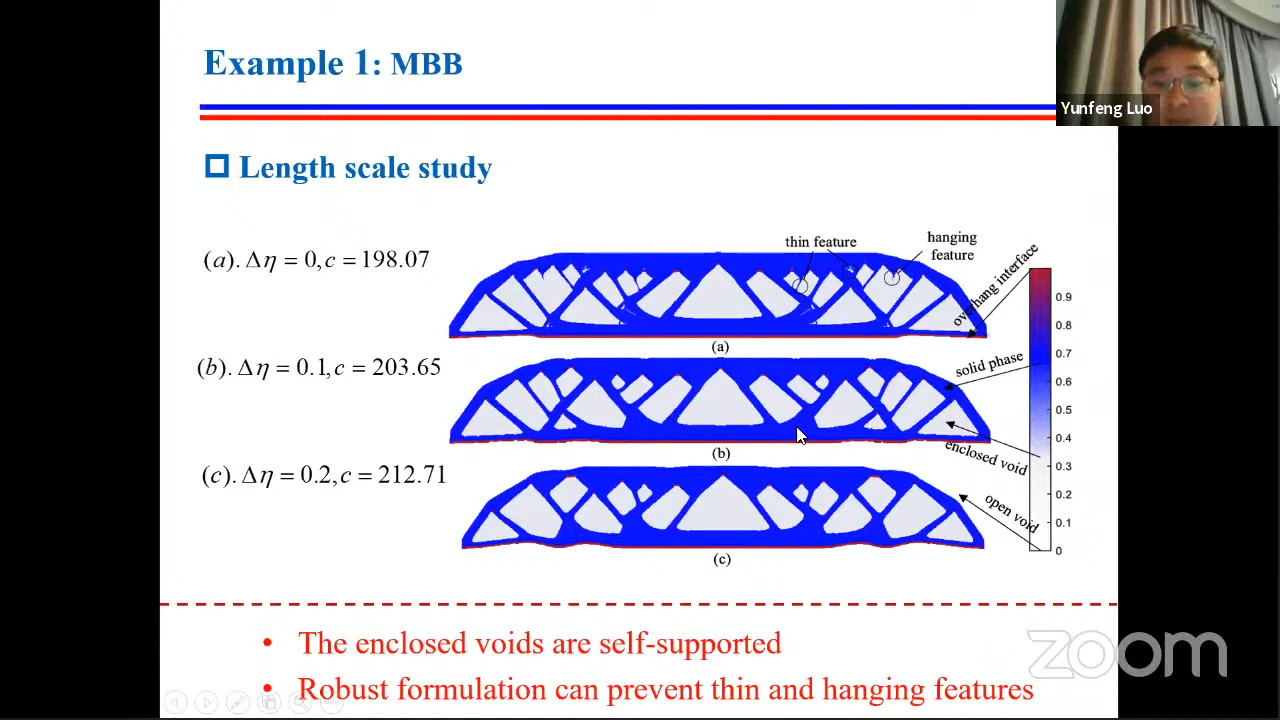 Example 1: MBB
Yunfeng Luo
Length scale study
(a). Δη = 0, c = 198.07
(b). Δη = 0.1, c = 203.65
(c). Δη = 0.2, c = 212.71
thin feature
hanging
feature
overhang interface
solid phase
enclosed void
open void
(a)
(b)
(c)
0.9
0.8
0.7
0.6
0.5
0.4
0.3
0.2
0.1
0
• The enclosed voids are self-supported
• Robust formulation can prevent thin and hanging features
zoom